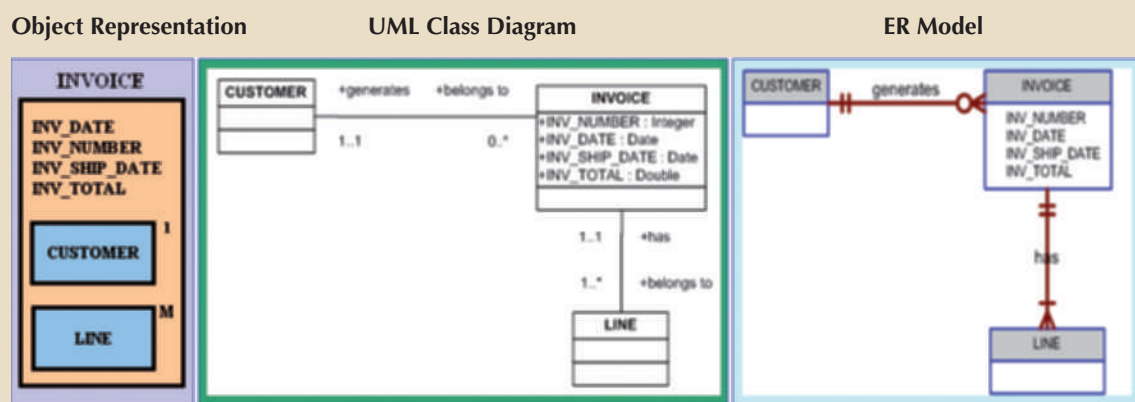 Object Representation
UML Class Diagram
ER Model
INVOICE
INV_DATE
INV_NUMBER
INV_SHIP_DATE
INV_TOTAL
CUSTOMER
1
LINE
M
CUSTOMER
+generates
+belongs to
1..1
0..*
INVOICE
+INV_NUMBER : Integer
+INV_DATE : Date
+INV_SHIP_DATE : Date
+INV_TOTAL : Double
1..1
+has
1..*
+belongs to
LINE
CUSTOMER
generates
INVOICE
INV_NUMBER
INV_DATE
INV_SHIP_DATE
INV_TOTAL
has
LINE